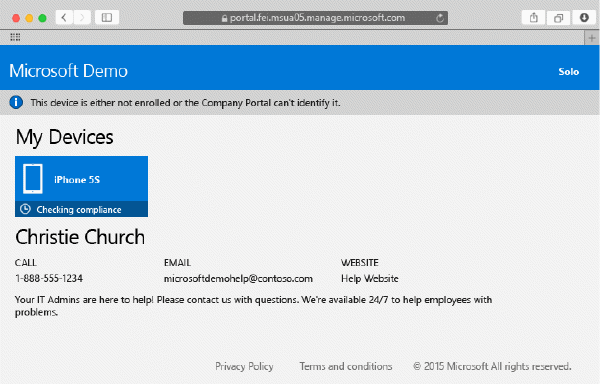 portal.fei.msua05.manage.microsoft.com
Microsoft Demo
Solo
This device is either not enrolled or the Company Portal can't identify it.
My Devices
iPhone 5S
Checking compliance
Christie Church
CALL EMAIL WEBSITE
1-888-555-1234 microsoftdemohelp@contoso.com Help Website
Your IT Admins are here to help! Please contact us with questions. We're available 24/7 to help employees with
problems.
Privacy Policy Terms and conditions © 2015 Microsoft All rights reserved.